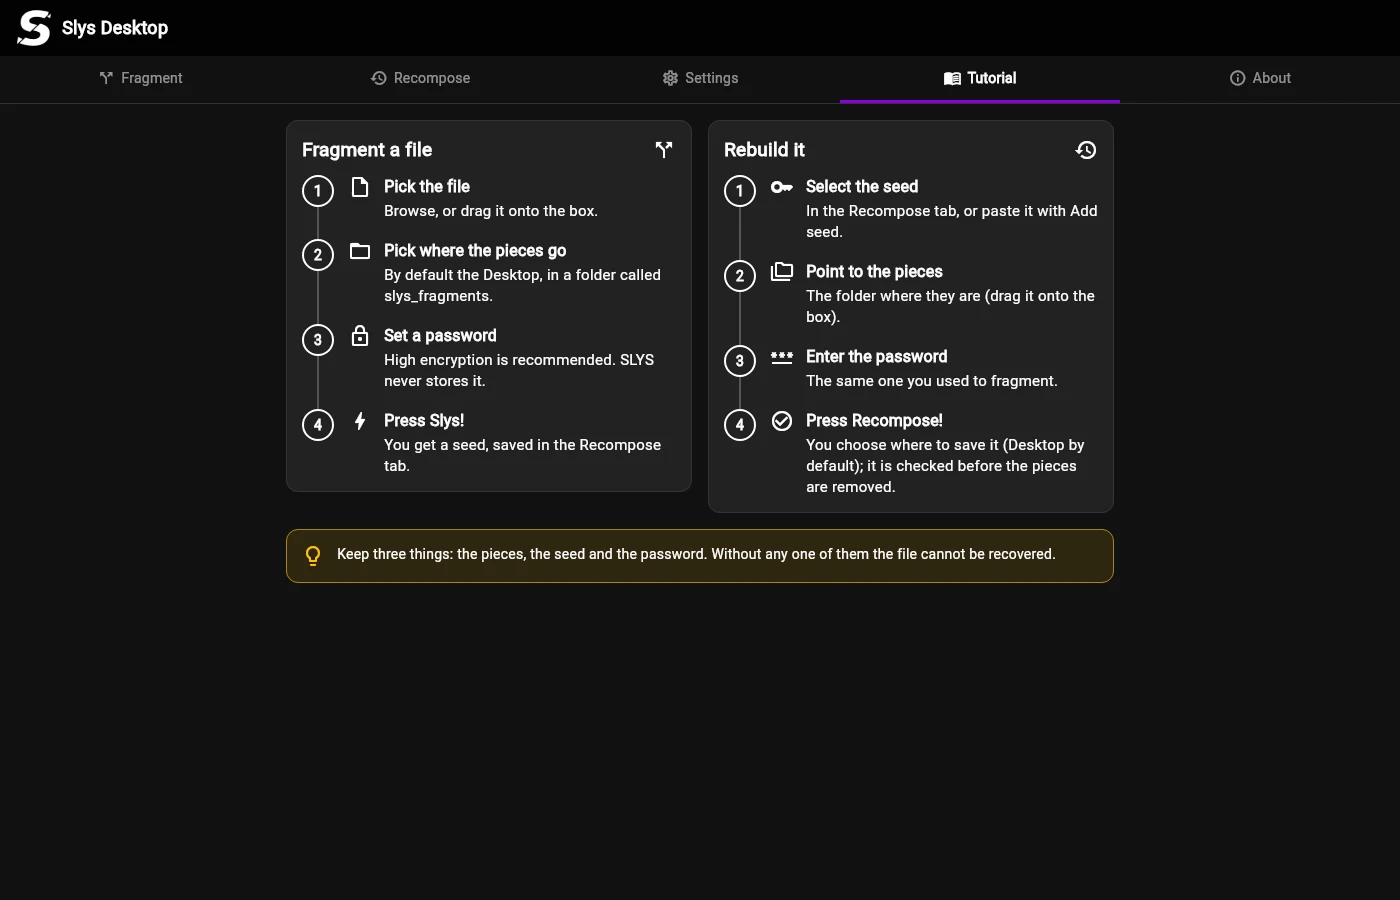 Slys Desktop
Fragment
Recompose
Settings
Tutorial
About
Fragment a file
1
Pick the file
Browse, or drag it onto the box.
2
Pick where the pieces go
By default the Desktop, in a folder called
slys_fragments.
3
Set a password
High encryption is recommended. SLYS
never stores it.
4
Press Slys!
You get a seed, saved in the Recompose
tab.
Rebuild it
1
Select the seed
In the Recompose tab, or paste it with Add
seed.
2
Point to the pieces
The folder where they are (drag it onto the
box).
3
Enter the password
The same one you used to fragment.
4
Press Recompose!
You choose where to save it (Desktop by
default); it is checked before the pieces
are removed.
Keep three things: the pieces, the seed and the password. Without any one of them the file cannot be recovered.